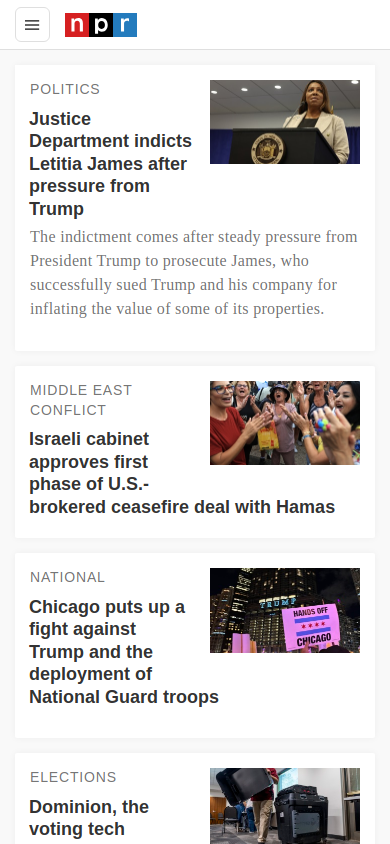 npr
POLITICS
Justice
Department indicts
Letitia James after
pressure from
Trump
The indictment comes after steady pressure from
President Trump to prosecute James, who
successfully sued Trump and his company for
inflating the value of some of its properties.
MIDDLE EAST
CONFLICT
Israeli cabinet
approves first
phase of U.S.-
brokered ceasefire deal with Hamas
NATIONAL
Chicago puts up a
fight against
Trump and the
deployment of
National Guard troops
TRUMP
HANDS OFF
CHICAGO
ELECTIONS
Dominion, the
voting tech